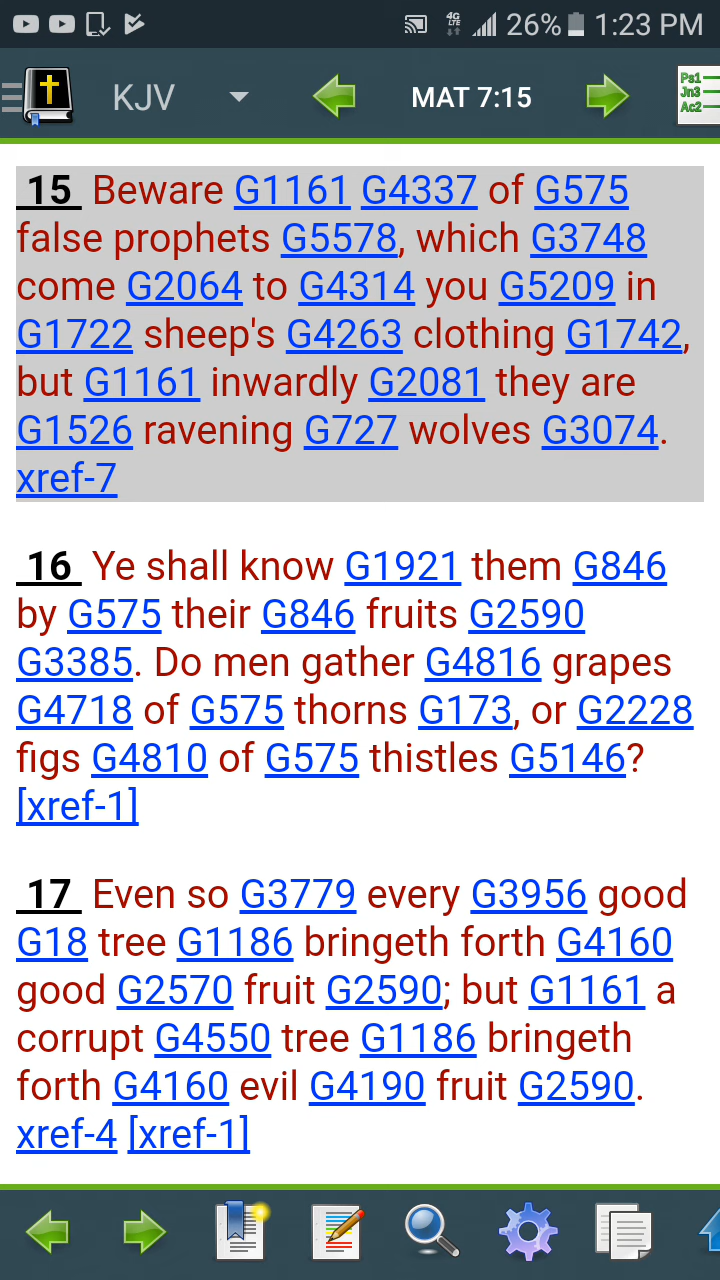 4G LTE 26% 1:23 PM
KJV MAT 7:15 Ps1 Jn3 Ac2
15 Beware G1161 G4337 of G575
false prophets G5578, which G3748
come G2064 to G4314 you G5209 in
G1722 sheep's G4263 clothing G1742,
but G1161 inwardly G2081 they are
G1526 ravening G727 wolves G3074.
xref-7
16 Ye shall know G1921 them G846
by G575 their G846 fruits G2590
G3385. Do men gather G4816 grapes
G4718 of G575 thorns G173, or G2228
figs G4810 of G575 thistles G5146?
[xref-1]
17 Even so G3779 every G3956 good
G18 tree G1186 bringeth forth G4160
good G2570 fruit G2590; but G1161 a
corrupt G4550 tree G1186 bringeth
forth G4160 evil G4190 fruit G2590.
xref-4 [xref-1]